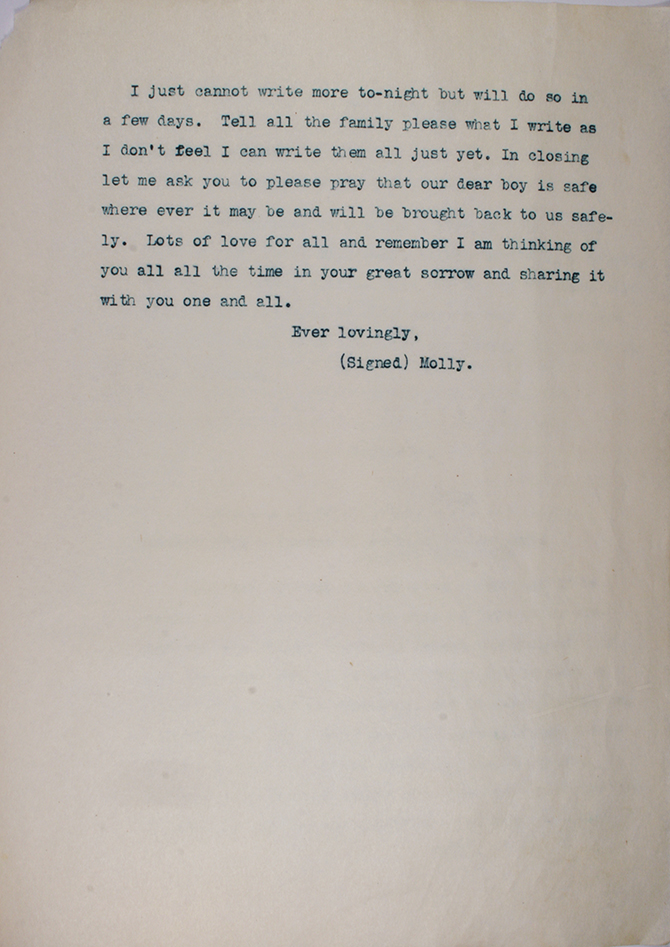 I just cannot write more to-night but will do so in
a few days. Tell all the family please what I write as
I don't feel I can write them all just yet. In closing
let me ask you to please pray that our dear boy is safe
where ever it may be and will be brought back to us safe-
ly. Lots of love for all and remember I am thinking of
you all all the time in your great sorrow and sharing it
with you one and all.
Ever lovingly,
(Signed) Molly.